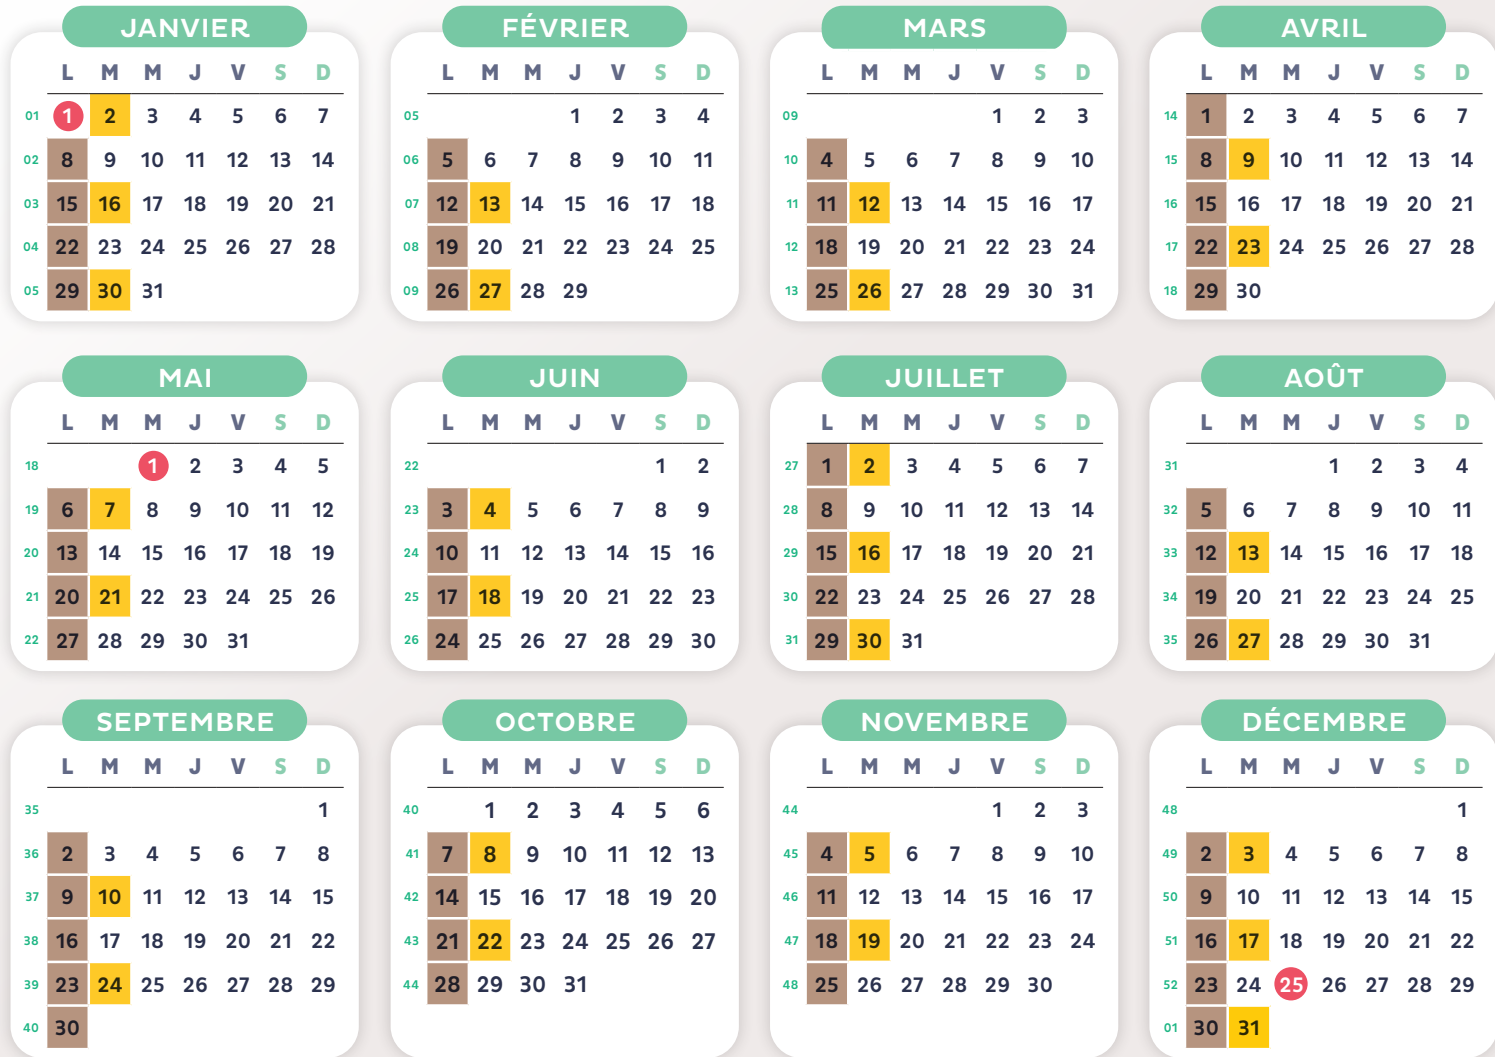 JANVIER
L M M J V S D
01 1 2 3 4 5 6 7
02 8 9 10 11 12 13 14
03 15 16 17 18 19 20 21
04 22 23 24 25 26 27 28
05 29 30 31
FÉVRIER
L M M J V S D
05 1 2 3 4
06 5 6 7 8 9 10 11
07 12 13 14 15 16 17 18
08 19 20 21 22 23 24 25
09 26 27 28 29
MARS
L M M J V S D
09 1 2 3
10 4 5 6 7 8 9 10
11 11 12 13 14 15 16 17
12 18 19 20 21 22 23 24
13 25 26 27 28 29 30 31
AVRIL
L M M J V S D
14 1 2 3 4 5 6 7
15 8 9 10 11 12 13 14
16 15 16 17 18 19 20 21
17 22 23 24 25 26 27 28
18 29 30
MAI
L M M J V S D
18 1 2 3 4 5
19 6 7 8 9 10 11 12
20 13 14 15 16 17 18 19
21 20 21 22 23 24 25 26
22 27 28 29 30 31
JUIN
L M M J V S D
22 1 2
23 3 4 5 6 7 8 9
24 10 11 12 13 14 15 16
25 17 18 19 20 21 22 23
26 24 25 26 27 28 29 30
JUILLET
L M M J V S D
27 1 2 3 4 5 6 7
28 8 9 10 11 12 13 14
29 15 16 17 18 19 20 21
30 22 23 24 25 26 27 28
31 29 30 31
AOÛT
L M M J V S D
31 1 2 3 4
32 5 6 7 8 9 10 11
33 12 13 14 15 16 17 18
34 19 20 21 22 23 24 25
35 26 27 28 29 30 31
SEPTEMBRE
L M M J V S D
35 1
36 2 3 4 5 6 7 8
37 9 10 11 12 13 14 15
38 16 17 18 19 20 21 22
39 23 24 25 26 27 28 29
40 30
OCTOBRE
L M M J V S D
40 1 2 3 4 5 6
41 7 8 9 10 11 12 13
42 14 15 16 17 18 19 20
43 21 22 23 24 25 26 27
44 28 29 30 31
NOVEMBRE
L M M J V S D
44 1 2 3
45 4 5 6 7 8 9 10
46 11 12 13 14 15 16 17
47 18 19 20 21 22 23 24
48 25 26 27 28 29 30
DÉCEMBRE
L M M J V S D
48 1
49 2 3 4 5 6 7 8
50 9 10 11 12 13 14 15
51 16 17 18 19 20 21 22
52 23 24 25 26 27 28 29
01 30 31